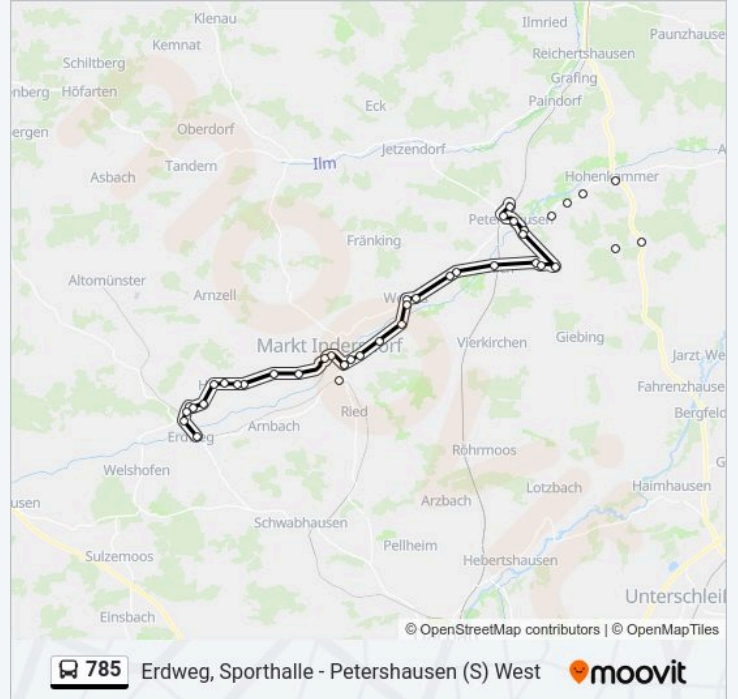 Klenau
Ilmried
Paunzhause
Kemnat
Reichertshausen
Schiltberg
Grafing
nberg
Höfarten
Paindorf
Eck
ergen
Oberdorf
Jetzendorf
Tandern
Ilm
Asbach
Hohenkammer
Petershausen
Fränking
Altomünster
Arnzell
Markt Indersdorf
Vierkirchen
Giebing
Jarzt
Fahrenzhause
Ried
Bergfeld
Arnbach
Erdweg
Röhrmoos
Welshofen
Lotzbach
Haimhausen
usen
Arzbach
Schwabhausen
Pellheim
Sulzemoos
Hebertshausen
Unterschlei
Einsbach
© OpenStreetMap contributors | © OpenMapTiles
785 Erdweg, Sporthalle - Petershausen (S) West moovit